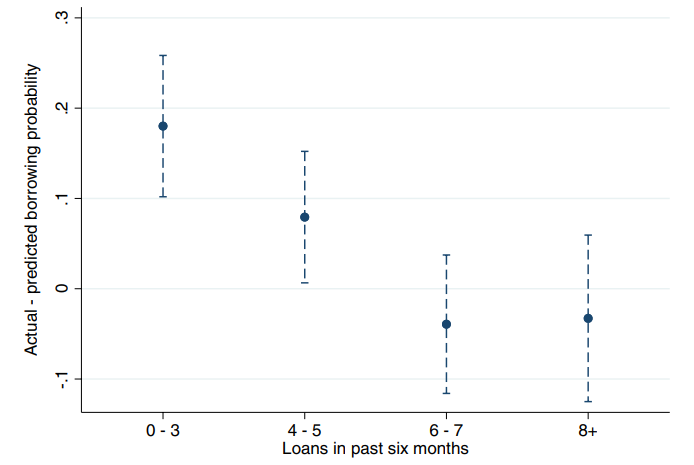 Actual - predicted borrowing probability
.3
.2
.1
0
-.1
0 - 3 4 - 5 6 - 7 8+
Loans in past six months